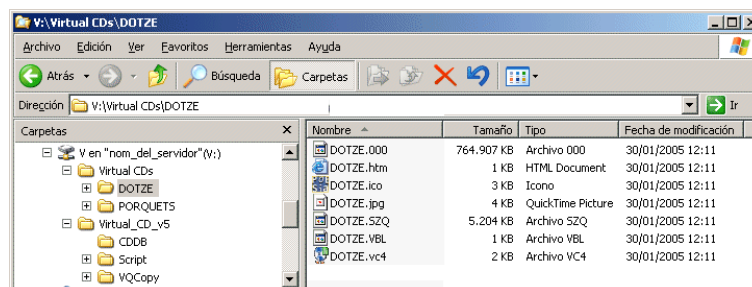 V:\Virtual CDs\DOTZE
Archivo Edición Ver Favoritos Herramientas Ayuda
Atrás Búsqueda Carpetas
Dirección V:\Virtual CDs\DOTZE Ir
Carpetas
V en "nom_del_servidor"(V:)
Virtual CDs
DOTZE
PORQUETS
Virtual_CD_v5
CDDB
Script
VQCopy
Nombre Tamaño Tipo Fecha de modificación
DOTZE.000 764.907 KB Archivo 000 30/01/2005 12:11
DOTZE.htm 1 KB HTML Document 30/01/2005 12:11
DOTZE.ico 3 KB Icono 30/01/2005 12:11
DOTZE.jpg 4 KB QuickTime Picture 30/01/2005 12:11
DOTZE.SZQ 5.204 KB Archivo SZQ 30/01/2005 12:11
DOTZE.VBL 1 KB Archivo VBL 30/01/2005 12:11
DOTZE.vc4 2 KB Archivo VC4 30/01/2005 12:11